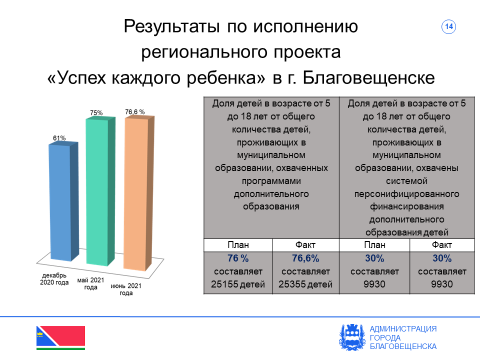 Результаты по исполнению
регионального проекта
«Успех каждого ребенка» в г. Благовещенске
14
61%
75%
76,6 %
декабрь
2020 года
май 2021
года
июнь 2021
года
Доля детей в возрасте от 5
до 18 лет от общего
количества детей,
проживающих в
муниципальном
образовании, охваченных
программами
дополнительного
образования
Доля детей в возрасте от 5
до 18 лет от общего
количества детей,
проживающих в
муниципальном
образовании, охвачены
системой
персонифицированного
финансирования
дополнительного
образования детей
План
Факт
План
Факт
76 %
составляет
25155 детей
76,6%
составляет
25355 детей
30%
составляет
9930
30%
составляет
9930
АДМИНИСТРАЦИЯ
ГОРОДА
БЛАГОВЕЩЕНСКА